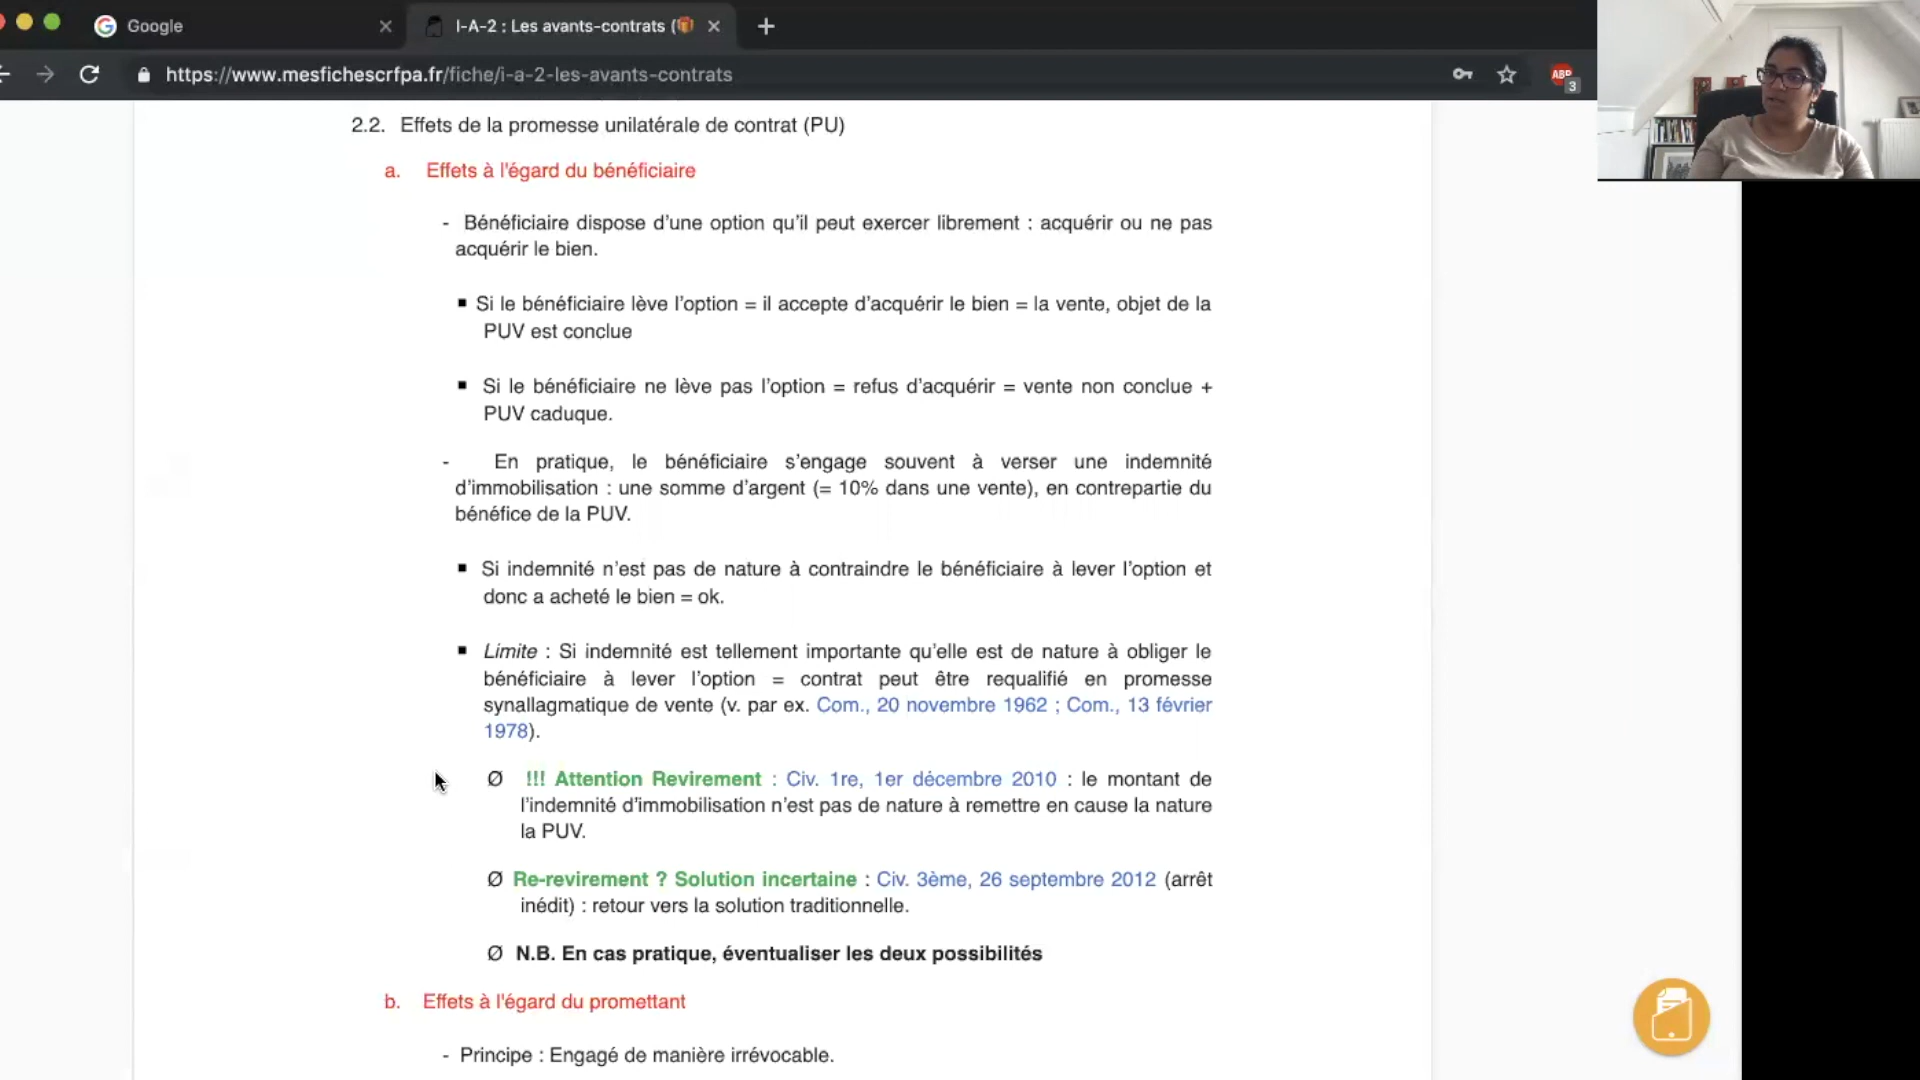 Google
I-A-2 : Les avants-contrats (
https://www.mesfichescrfpa.fr/fiche/i-a-2-les-avants-contrats
ABP
3
2.2. Effets de la promesse unilatérale de contrat (PU)
a. Effets à l'égard du bénéficiaire
- Bénéficiaire dispose d’une option qu’il peut exercer librement : acquérir ou ne pas
acquérir le bien.
▪ Si le bénéficiaire lève l’option = il accepte d’acquérir le bien = la vente, objet de la
PUV est conclue
▪ Si le bénéficiaire ne lève pas l’option = refus d’acquérir = vente non conclue +
PUV caduque.
- En pratique, le bénéficiaire s’engage souvent à verser une indemnité
d’immobilisation : une somme d’argent (= 10% dans une vente), en contrepartie du
bénéfice de la PUV.
▪ Si indemnité n’est pas de nature à contraindre le bénéficiaire à lever l’option et
donc a acheté le bien = ok.
▪ Limite : Si indemnité est tellement importante qu’elle est de nature à obliger le
bénéficiaire à lever l’option = contrat peut être requalifié en promesse
synallagmatique de vente (v. par ex. Com., 20 novembre 1962 ; Com., 13 février
1978).
Ø !!! Attention Revirement : Civ. 1re, 1er décembre 2010 : le montant de
l’indemnité d’immobilisation n’est pas de nature à remettre en cause la nature
la PUV.
Ø Re-revirement ? Solution incertaine : Civ. 3ème, 26 septembre 2012 (arrêt
inédit) : retour vers la solution traditionnelle.
Ø N.B. En cas pratique, éventualiser les deux possibilités
b. Effets à l'égard du promettant
- Principe : Engagé de manière irrévocable.